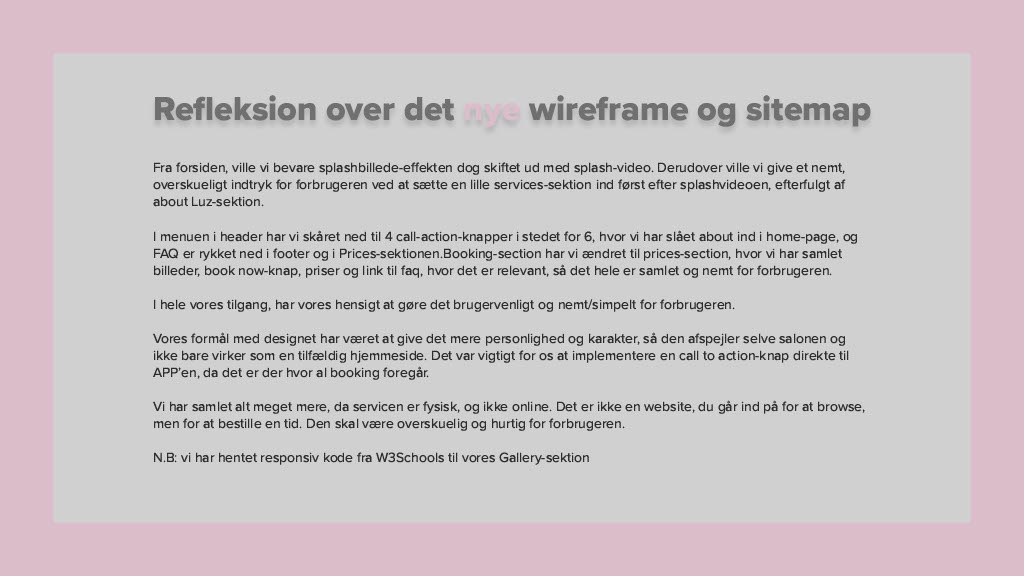 Refleksion over det nye wireframe og sitemap
Fra forsiden, ville vi bevare splashbillede-effekten dog skiftet ud med splash-video. Derudover ville vi give et nemt,
overskueligt indtryk for forbrugeren ved at sætte en lille services-sektion ind først efter splashvideoen, efterfulgt af
about Luz-sektion.
I menuen i header har vi skåret ned til 4 call-action-knapper i stedet for 6, hvor vi har slået about ind i home-page, og
FAQ er rykket ned i footer og i Prices-sektionen.Booking-section har vi ændret til prices-section, hvor vi har samlet
billeder, book now-knap, priser og link til faq, hvor det er relevant, så det hele er samlet og nemt for forbrugeren.
I hele vores tilgang, har vores hensigt at gøre det brugervenligt og nemt/simpelt for forbrugeren.
Vores formål med designet har været at give det mere personlighed og karakter, så den afspejler selve salonen og
ikke bare virker som en tilfældig hjemmeside. Det var vigtigt for os at implementere en call to action-knap direkte til
APP'en, da det er der hvor al booking foregår.
Vi har samlet alt meget mere, da servicen er fysisk, og ikke online. Det er ikke en website, du går ind på for at browse,
men for at bestille en tid. Den skal være overskuelig og hurtig for forbrugeren.
N.B: vi har hentet responsiv kode fra W3Schools til vores Gallery-sektion